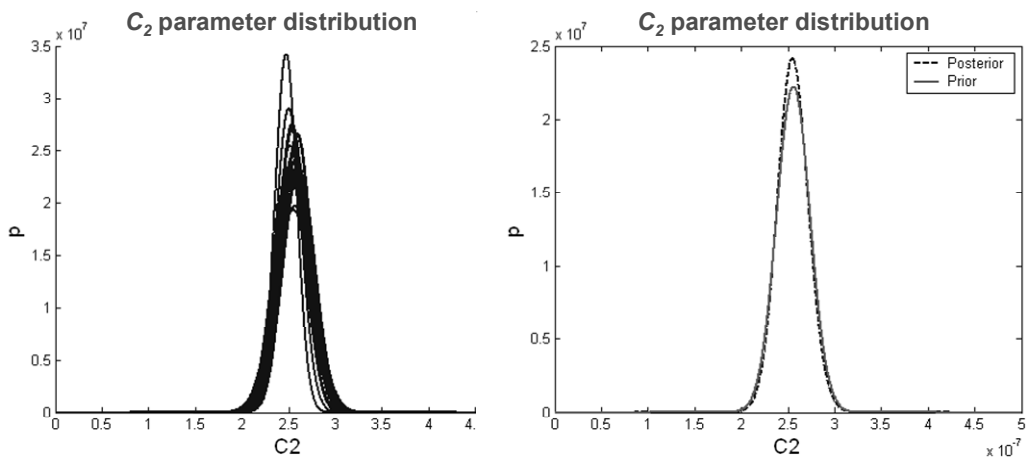 C2 parameter distribution
x 10^7
3.5
3
2.5
2
1.5
1
0.5
0
p
0 0.5 1 1.5 2 2.5 3 3.5 4 4.
C2
C2 parameter distribution
x 10^7
2.5
2
1.5
1
0.5
0
p
Posterior
Prior
0 0.5 1 1.5 2 2.5 3 3.5 4 4.5 5
C2
x 10^-7